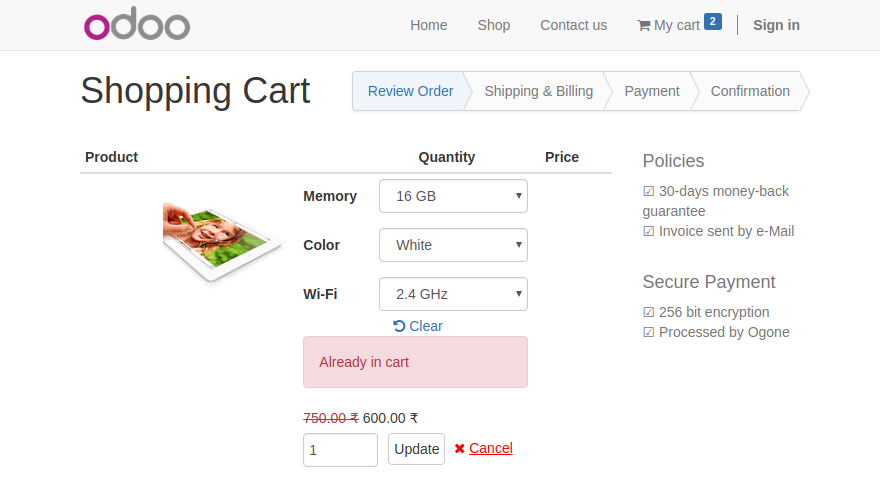 odoo
Home Shop Contact us My cart 2 Sign in
Shopping Cart
Review Order Shipping & Billing Payment Confirmation
Product Quantity Price
Memory 16 GB
Color White
Wi-Fi 2.4 GHz
Clear
Already in cart
750.00 ₹ 600.00 ₹
1 Update Cancel
Policies
☑ 30-days money-back
guarantee
☑ Invoice sent by e-Mail
Secure Payment
☑ 256 bit encryption
☑ Processed by Ogone